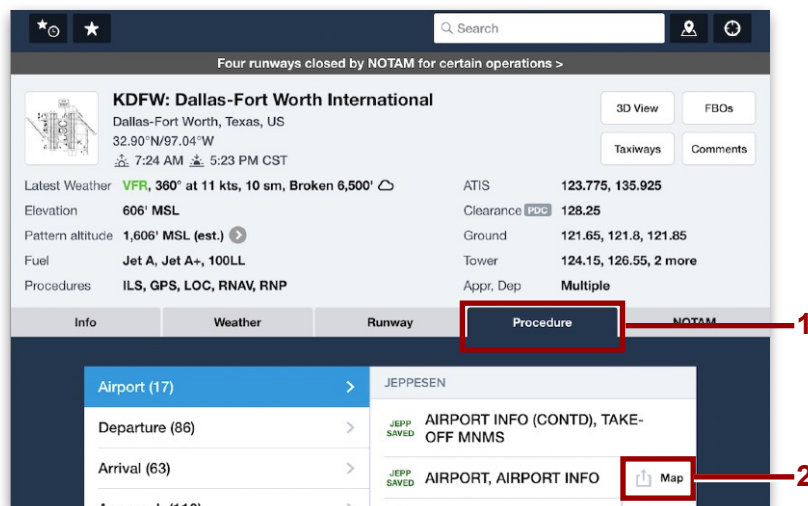 Search
Four runways closed by NOTAM for certain operations >
KDFW: Dallas-Fort Worth International
Dallas-Fort Worth, Texas, US
32.90°N/97.04°W
7:24 AM 5:23 PM CST
3D View
FBOs
Taxiways
Comments
Latest Weather VFR, 360° at 11 kts, 10 sm, Broken 6,500'
Elevation 606' MSL
Pattern altitude 1,606' MSL (est.)
Fuel Jet A, Jet A+, 100LL
Procedures ILS, GPS, LOC, RNAV, RNP
ATIS 123.775, 135.925
Clearance PDC 128.25
Ground 121.65, 121.8, 121.85
Tower 124.15, 126.55, 2 more
Appr, Dep Multiple
Info Weather Runway Procedure NOTAM
1
Airport (17)
Departure (86)
Arrival (63)
JEPPESEN
JEPP SAVED
AIRPORT INFO (CONTD), TAKE-
OFF MNMS
JEPP SAVED
AIRPORT, AIRPORT INFO
Map
2